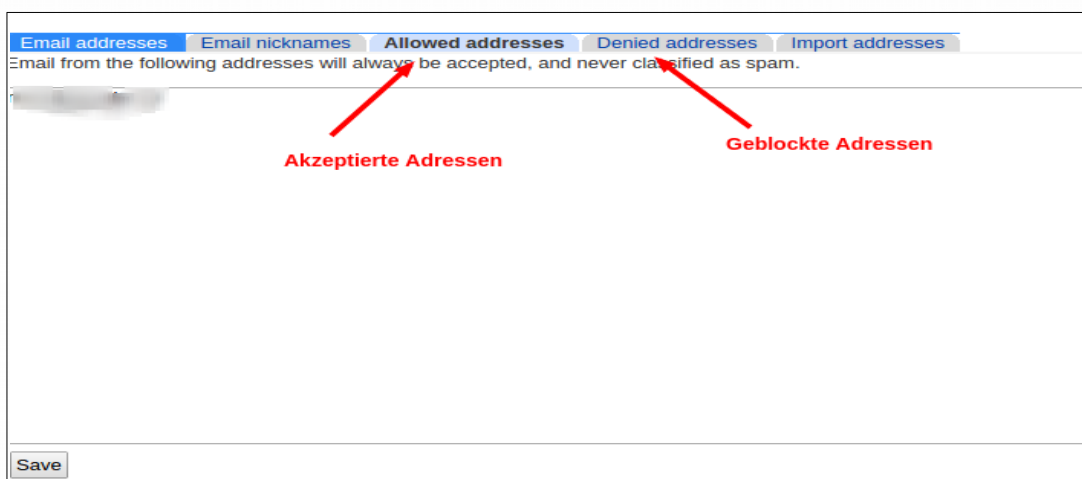 Email addresses Email nicknames Allowed addresses Denied addresses Import addresses
Email from the following addresses will always be accepted, and never classified as spam.
Akzeptierte Adressen
Geblockte Adressen
Save